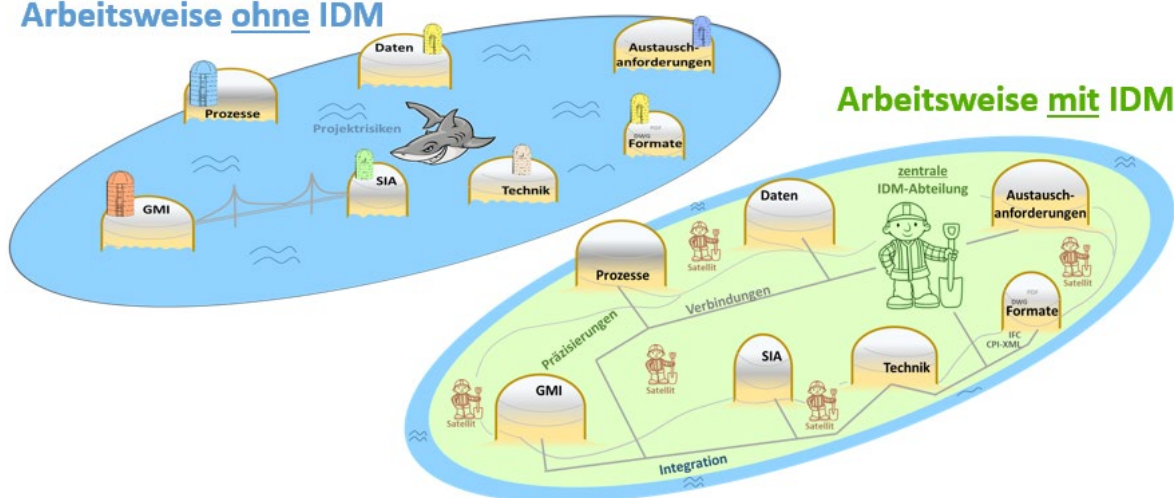 Arbeitsweise ohne IDM
Daten
Austausch-
anforderungen
Prozesse
Projektrisiken
PDF
DWG
Formate
SIA
Technik
GMI
Arbeitsweise mit IDM
zentrale
IDM-Abteilung
Austausch-
anforderungen
Daten
Satellit
Prozesse
Satellit
Verbindungen
PDF
DWG
Formate
IFC
CPI-XML
Präzisierungen
SIA
Technik
Satellit
GMI
Satellit
Satellit
Integration